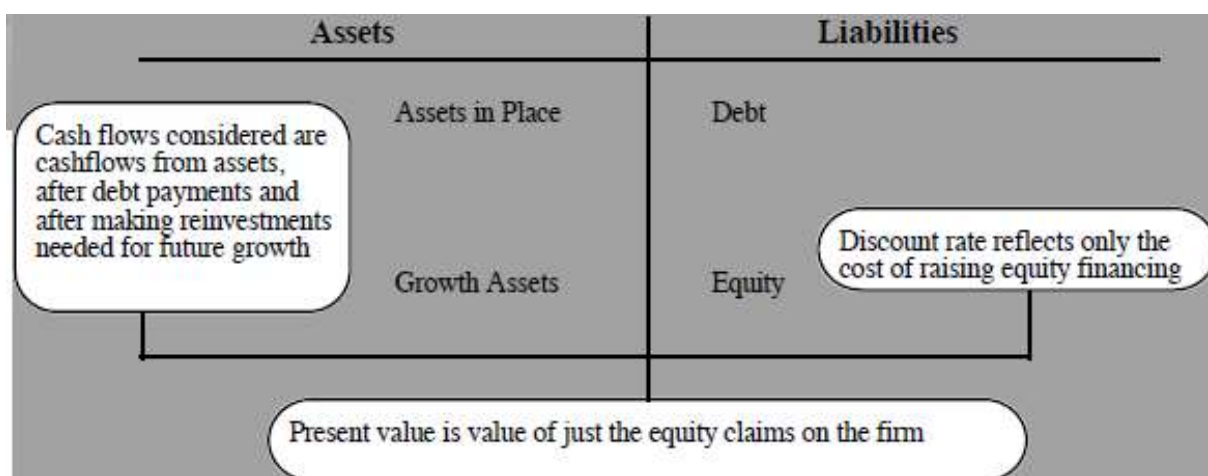 Assets
Liabilities
Assets in Place
Debt
Cash flows considered are
cashflows from assets,
after debt payments and
after making reinvestments
needed for future growth
Growth Assets
Equity
Discount rate reflects only the
cost of raising equity financing
Present value is value of just the equity claims on the firm